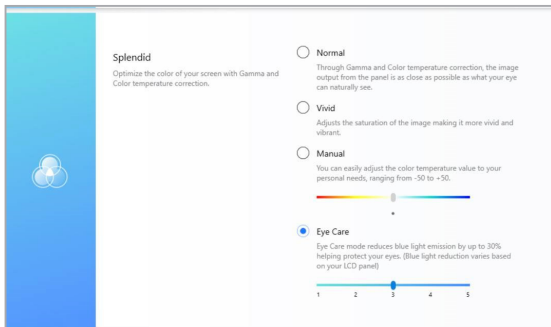 Splendid
Optimize the color of your screen with Gamma and
Color temperature correction.
Normal
Through Gamma and Color temperature correction, the image
output from the panel is as close as possible as what your eye
can naturally see.
Vivid
Adjusts the saturation of the image making it more vivid and
vibrant.
Manual
You can easily adjust the color temperature value to your
personal needs, ranging from -50 to +50.
Eye Care
Eye Care mode reduces blue light emission by up to 30%
helping protect your eyes. (Blue light reduction varies based
on your LCD panel)
1 2 3 4 5